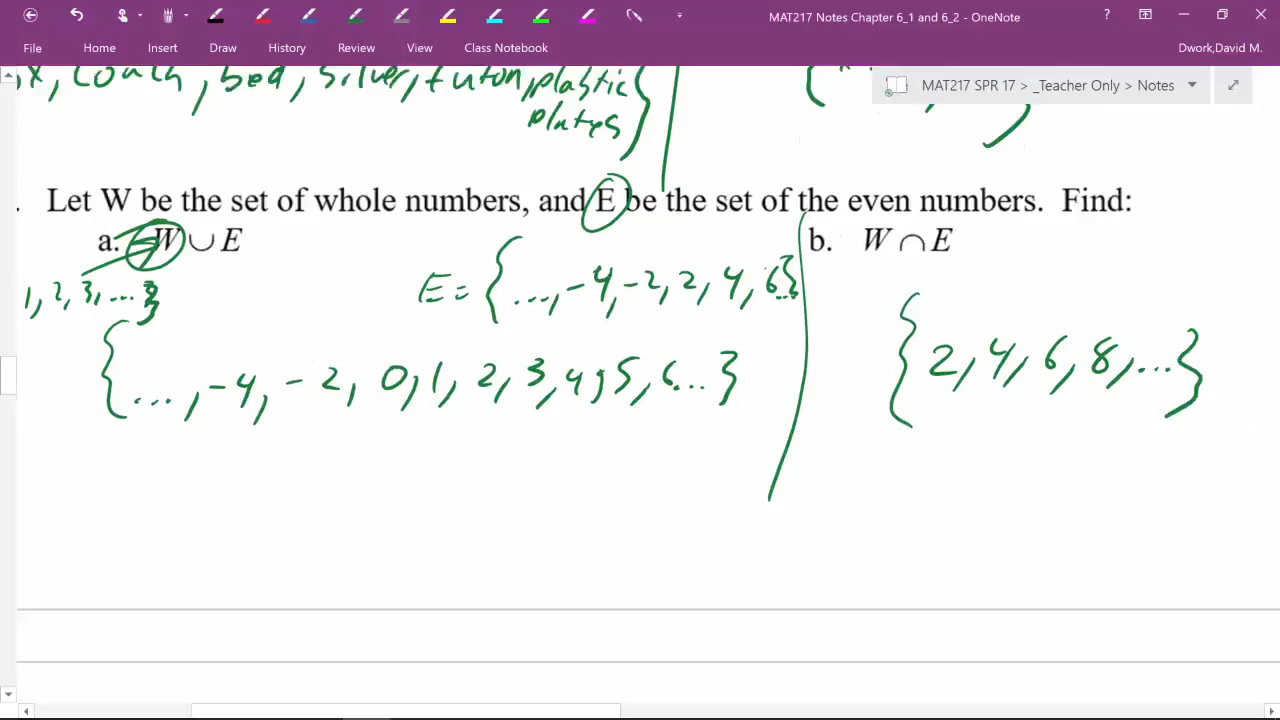 MAT217 Notes Chapter 6_1 and 6_2 - OneNote
File Home Insert Draw History Review View Class Notebook
Dwork,David M.
MAT217 SPR 17 > _Teacher Only > Notes
couch, bed, silver, futon, plastic
plates }
Let W be the set of whole numbers, and E be the set of the even numbers. Find:
a. W ∪ E
b. W ∩ E
1, 2, 3, ... }
E = { ..., -4, -2, 2, 4, 6... }
{ ..., -4, -2, 0, 1, 2, 3, 4, 5, 6... }
{ 2, 4, 6, 8, ... }